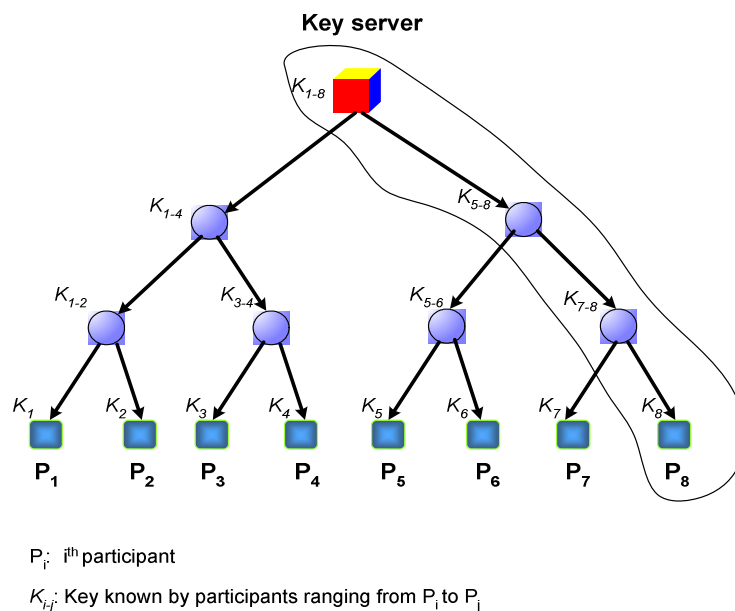 Key server
K1-8
K1-4
K5-8
K1-2
K3-4
K5-6
K7-8
K1
K2
K3
K4
K5
K6
K7
K8
P1
P2
P3
P4
P5
P6
P7
P8
Pi: ith participant
Ki-j: Key known by participants ranging from Pi to Pj